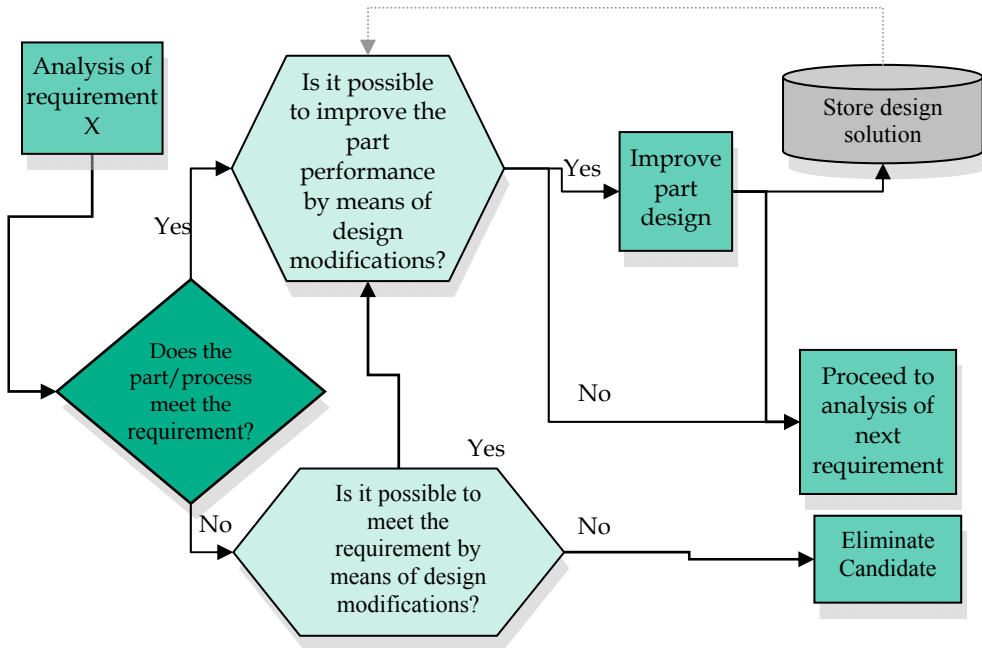 Analysis of
requirement
X
Is it possible
to improve the
part
performance
by means of
design
modifications?
Yes
Improve
part
design
Store design
solution
Yes
Does the
part/process
meet the
requirement?
No
Proceed to
analysis of
next
requirement
Yes
No
Is it possible to
meet the
requirement by
means of design
modifications?
No
Eliminate
Candidate